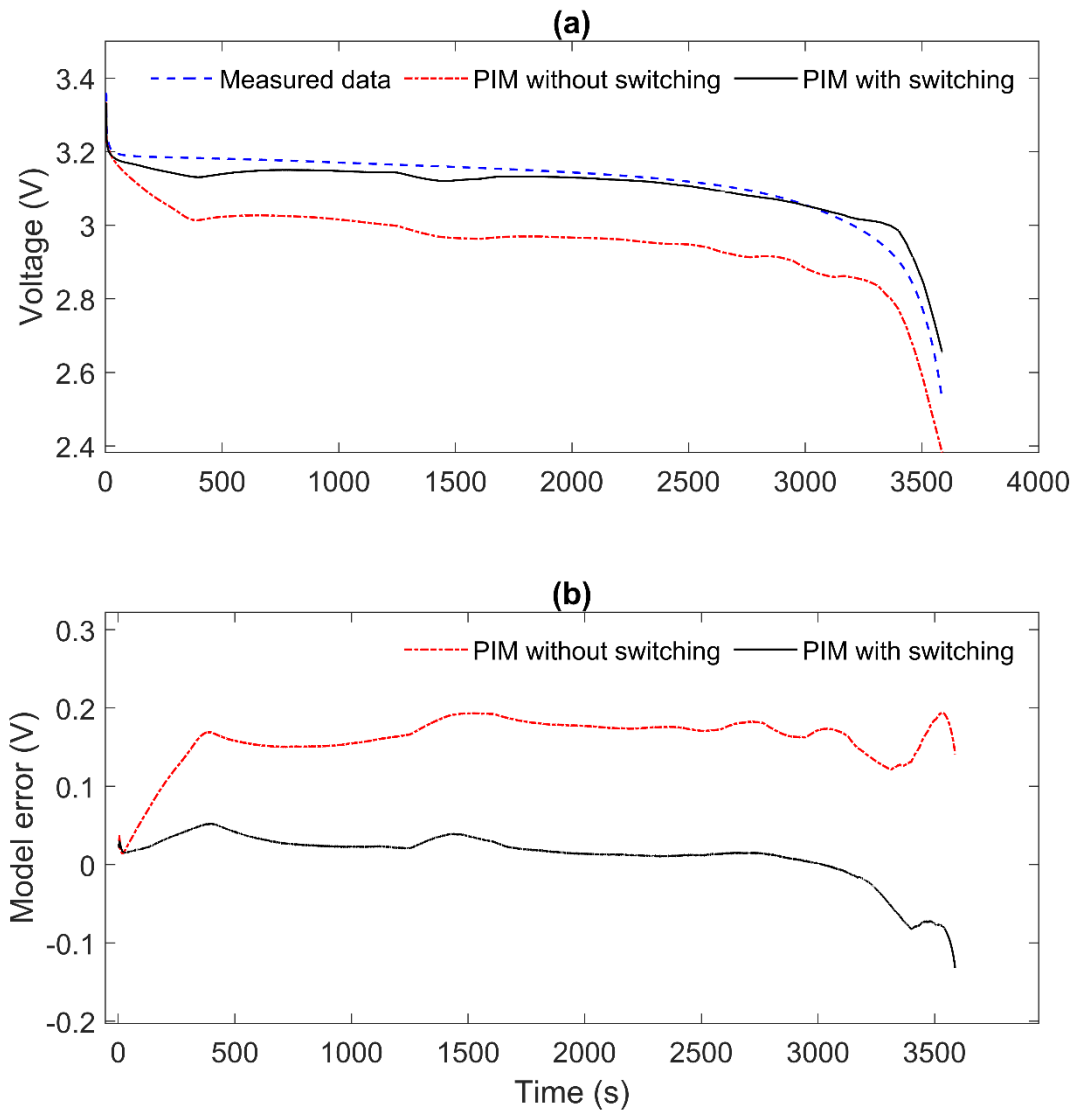 (a)
Measured data PIM without switching PIM with switching
3.4
3.2
3
2.8
2.6
2.4
Voltage (V)
0 500 1000 1500 2000 2500 3000 3500 4000
(b)
PIM without switching PIM with switching
0.3
0.2
0.1
0
-0.1
-0.2
Model error (V)
0 500 1000 1500 2000 2500 3000 3500
Time (s)